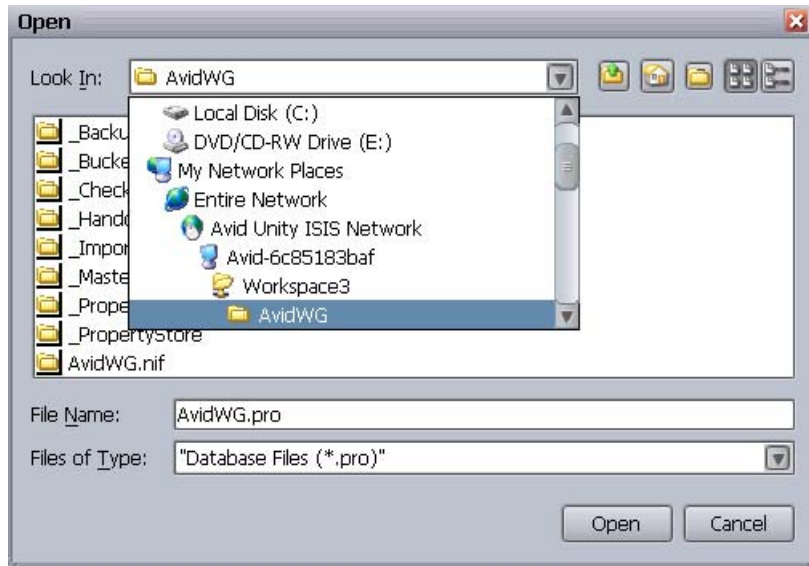 Open
Look In: AvidWG
Local Disk (C:)
DVD/CD-RW Drive (E:)
My Network Places
Entire Network
Avid Unity ISIS Network
Avid-6c85183baf
Workspace3
AvidWG
_Backu
_Bucke
_Check
_Hando
_Impor
_Maste
_Prope
_PropertyStore
AvidWG.nif
File Name: AvidWG.pro
Files of Type: "Database Files (*.pro)"
Open Cancel